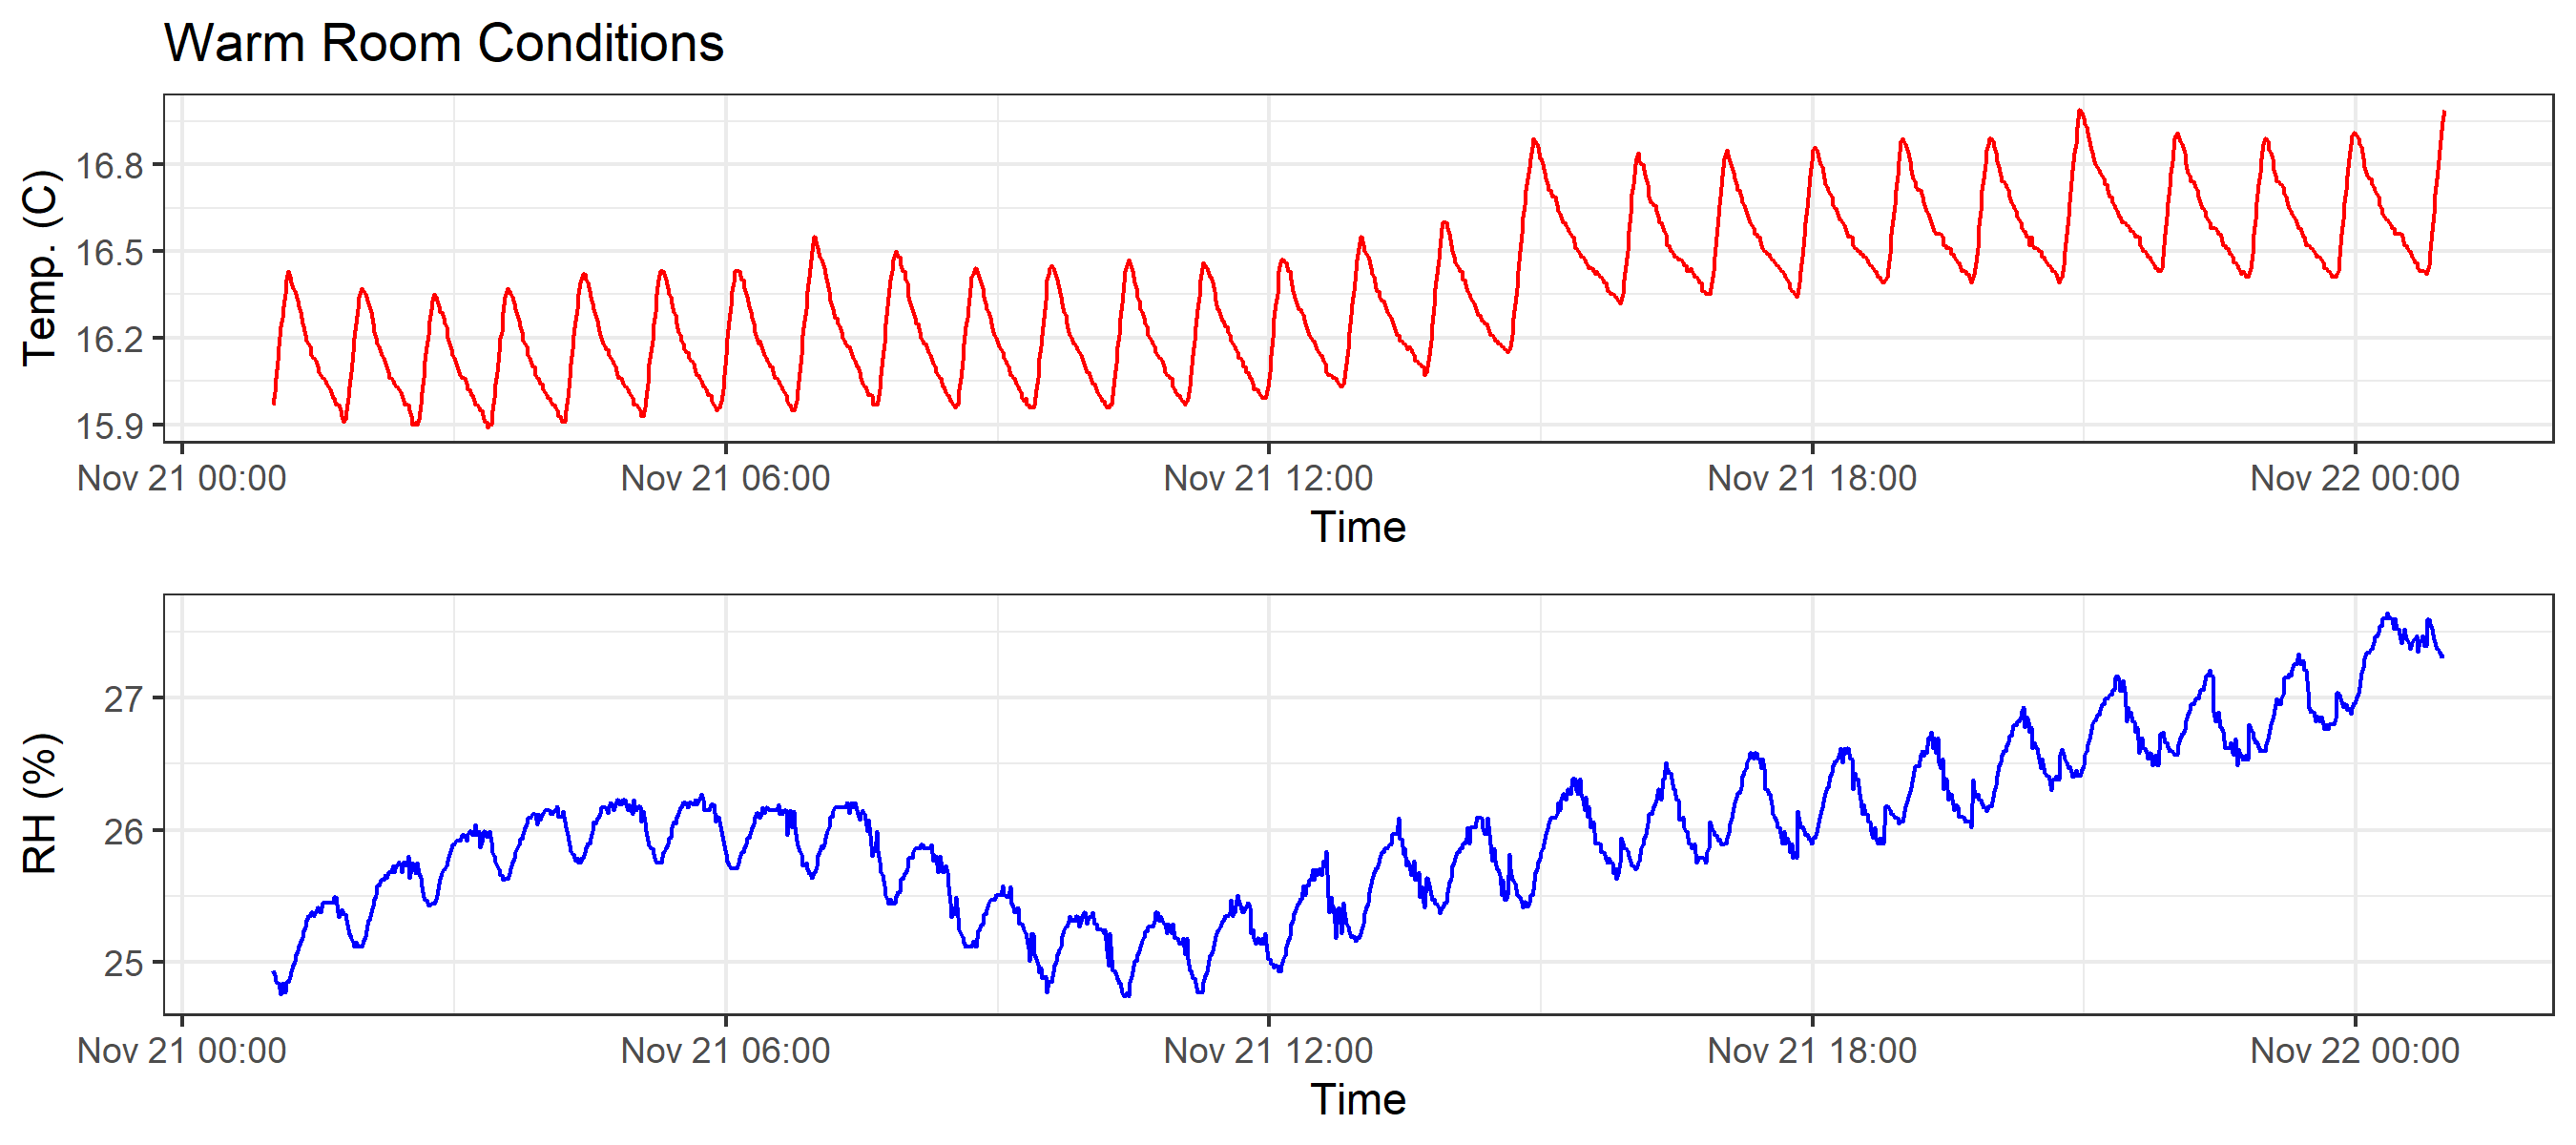 Warm Room Conditions
Temp. (C)
16.8
16.5
16.2
15.9
Nov 21 00:00 Nov 21 06:00 Nov 21 12:00 Nov 21 18:00 Nov 22 00:00
Time
RH (%)
27
26
25
Nov 21 00:00 Nov 21 06:00 Nov 21 12:00 Nov 21 18:00 Nov 22 00:00
Time